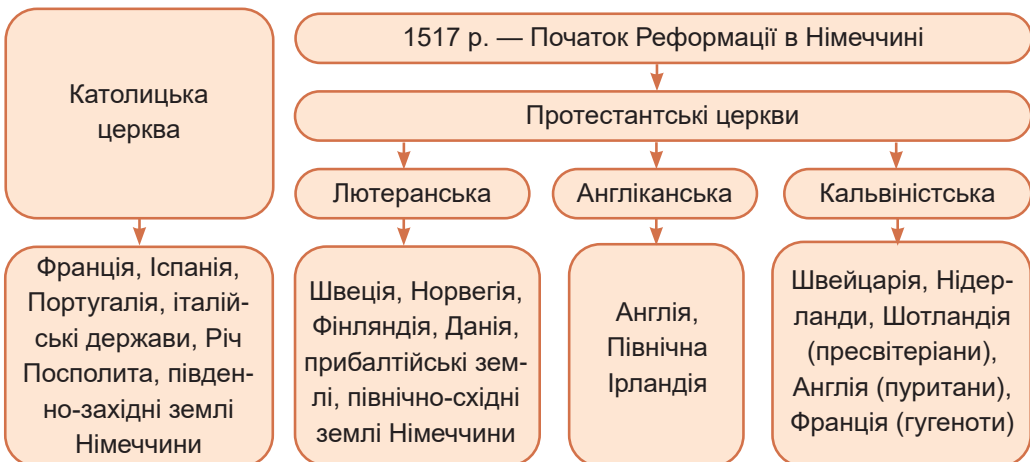 Католицька
церква
1517 р. — Початок Реформації в Німеччині
Протестантські церкви
Лютеранська
Англіканська
Кальвіністська
Франція, Іспанія,
Португалія, італій-
ські держави, Річ
Посполита, півден-
но-західні землі
Німеччини
Швеція, Норвегія,
Фінляндія, Данія,
прибалтійські зем-
лі, північно-східні
землі Німеччини
Англія,
Північна
Ірландія
Швейцарія, Нідер-
ланди, Шотландія
(пресвітеріани),
Англія (пуритани),
Франція (гугеноти)